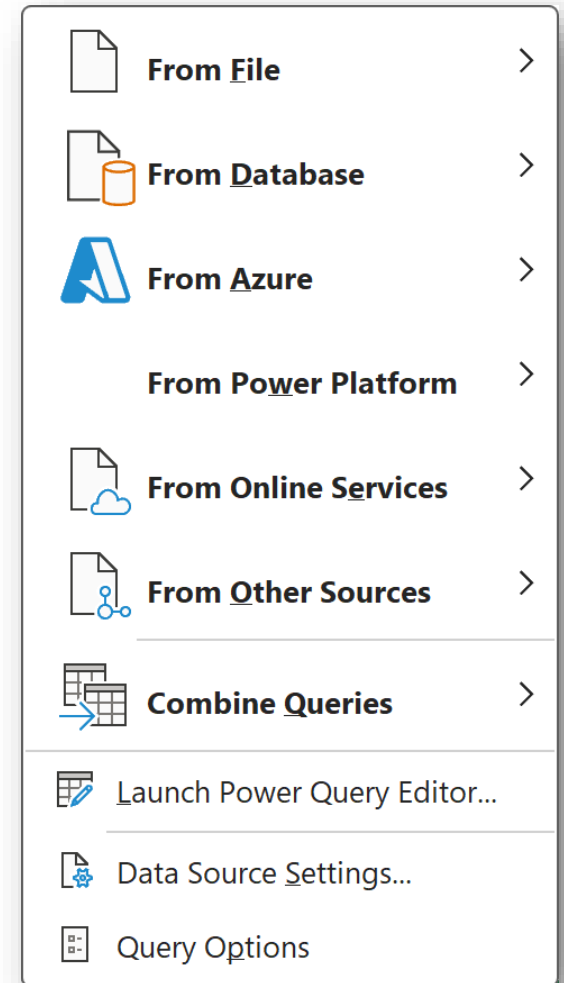 From File
From Database
From Azure
From Power Platform
From Online Services
From Other Sources
Combine Queries
Launch Power Query Editor...
Data Source Settings...
Query Options